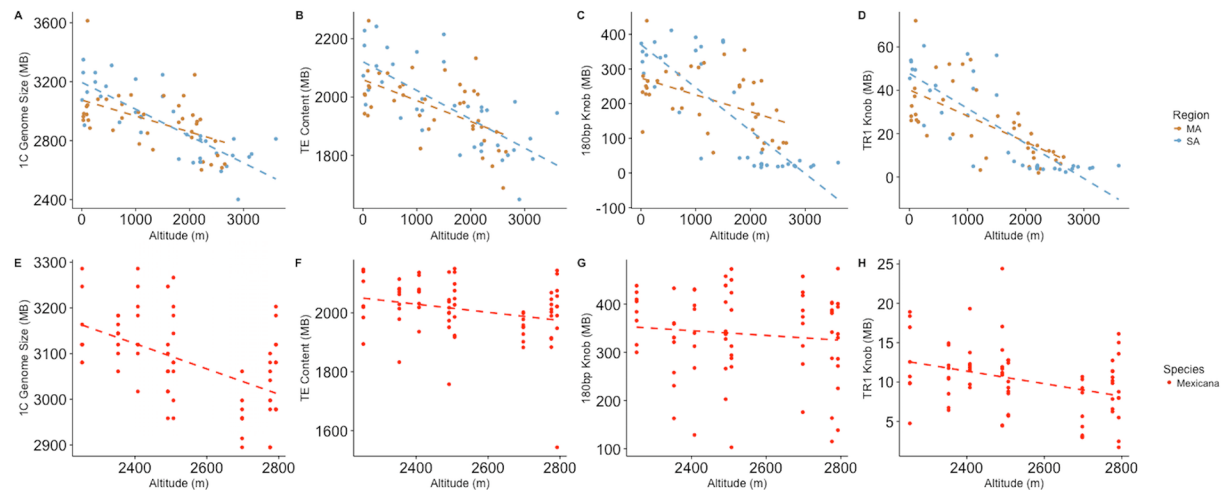 A
B
C
D
1C Genome Size (MB)
3600
3200
2800
2400
0 1000 2000 3000
Altitude (m)
TE Content (MB)
2200
2000
1800
0 1000 2000 3000
Altitude (m)
180bp Knob (MB)
400
300
200
100
0
-100
0 1000 2000 3000
Altitude (m)
TR1 Knob (MB)
80
60
40
20
0
0 1000 2000 3000
Altitude (m)
Region
MA
SA
E
F
G
H
1C Genome Size (MB)
3300
3200
3100
3000
2900
2400 2600 2800
Altitude (m)
TE Content (MB)
2000
1800
1600
2400 2600 2800
Altitude (m)
180bp Knob (MB)
500
400
300
200
100
2400 2600 2800
Altitude (m)
TR1 Knob (MB)
25
20
15
10
5
2400 2600 2800
Altitude (m)
Species
Mexicana